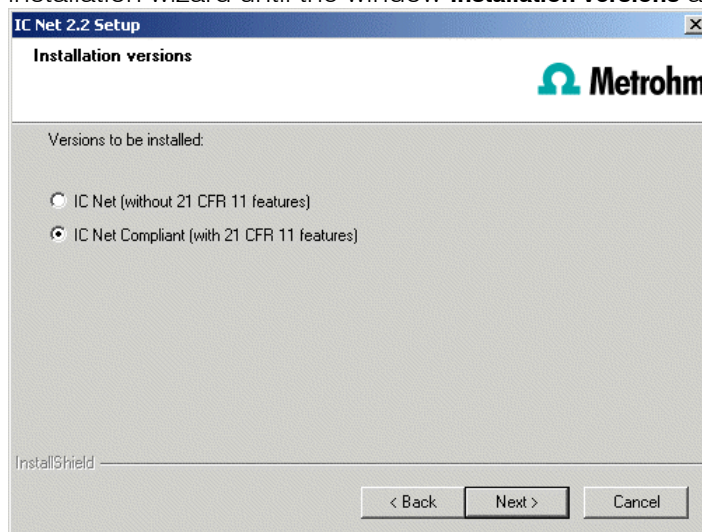 installation wizard until the window Installation versions a
IC Net 2.2 Setup
Installation versions
Metrohm
Versions to be installed:
IC Net (without 21 CFR 11 features)
IC Net Compliant (with 21 CFR 11 features)
InstallShield
< Back Next > Cancel